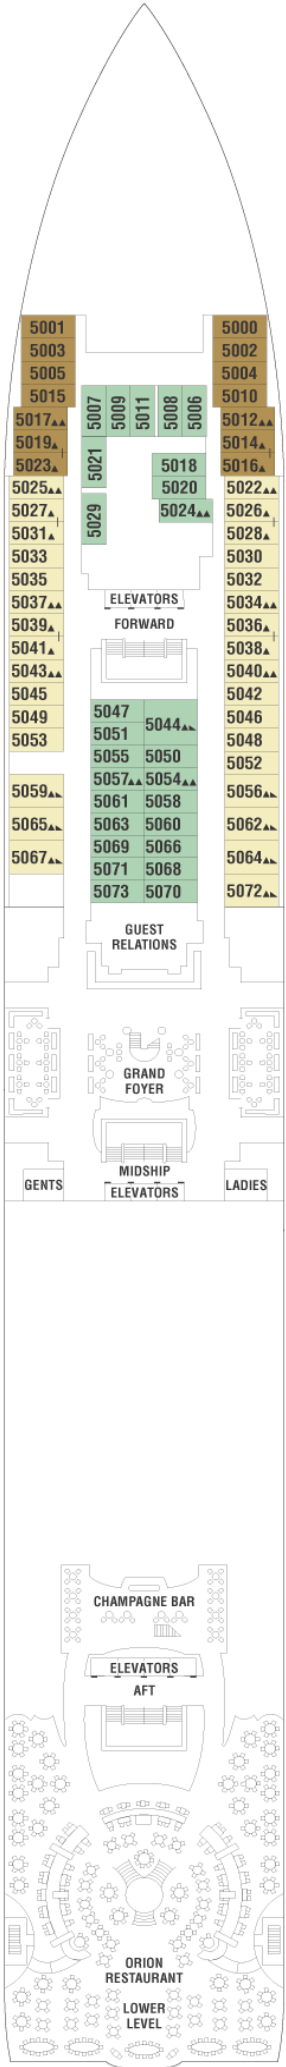 5001 5000
5003 5002
5005 5004
5015 5010
5007 5009 5011 5008 5006
5017▲▲ 5012▲▲
5019▲ 5014▲
5023▲ 5021 5018 5016▲
5025▲▲ 5020 5022▲▲
5027▲ 5029 5024▲▲ 5026▲
5031▲ 5028▲
5033 5030
5035 5032
5037▲▲ ELEVATORS 5034▲▲
5039▲ FORWARD 5036▲
5041▲ 5038▲
5043▲▲ 5040▲▲
5045 5042
5049 5047 5044▲◣ 5046
5053 5051 5048
5055 5050 5052
5059▲◣ 5057▲▲ 5054▲▲ 5056▲◣
5061 5058
5065▲◣ 5063 5060 5062▲◣
5069 5066
5067▲◣ 5071 5068 5064▲◣
5073 5070 5072▲◣
GUEST
RELATIONS
GRAND
FOYER
MIDSHIP
GENTS ELEVATORS LADIES
CHAMPAGNE BAR
ELEVATORS
AFT
ORION
RESTAURANT
LOWER
LEVEL